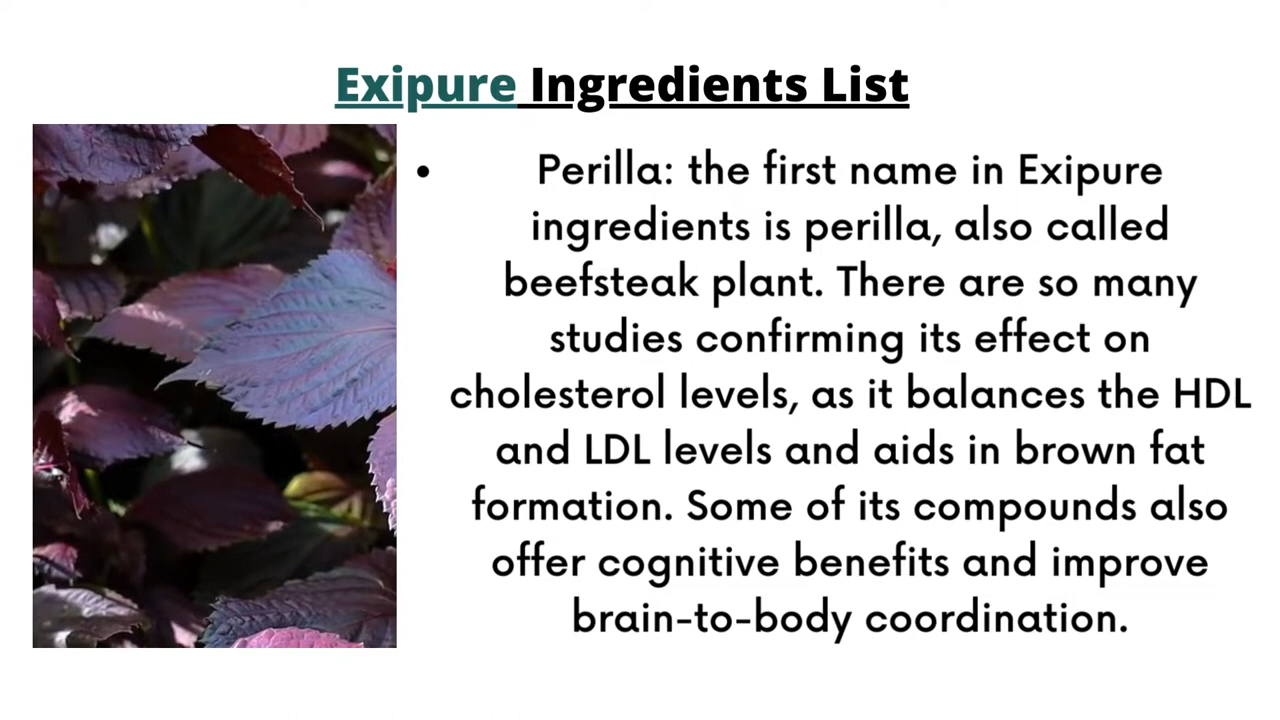 Exipure Ingredients List
• Perilla: the first name in Exipure
ingredients is perilla, also called
beefsteak plant. There are so many
studies confirming its effect on
cholesterol levels, as it balances the HDL
and LDL levels and aids in brown fat
formation. Some of its compounds also
offer cognitive benefits and improve
brain-to-body coordination.